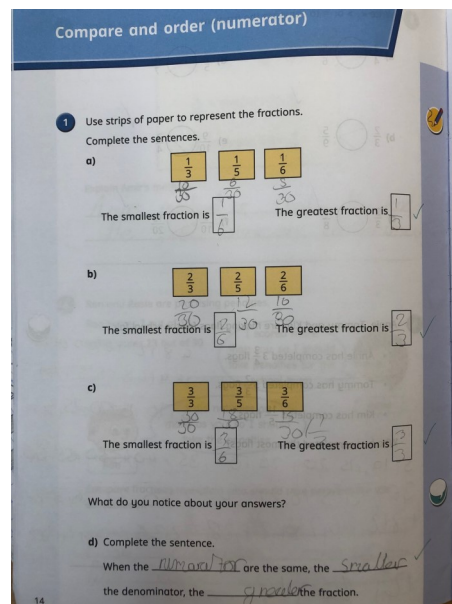 Compare and order (numerator)
1 Use strips of paper to represent the fractions.
Complete the sentences.
a) 1/3 1/5 1/6
10/30 6/30 5/30
The smallest fraction is 1/6 The greatest fraction is 1/3
b) 2/3 2/5 2/6
20/30 12/30 10/30
The smallest fraction is 2/6 The greatest fraction is 2/3
c) 3/3 3/5 3/6
30/30 18/30 15/30
The smallest fraction is 3/6 The greatest fraction is 3/3
What do you notice about your answers?
d) Complete the sentence.
When the numarator are the same, the smaller
the denominator, the greater the fraction.
14